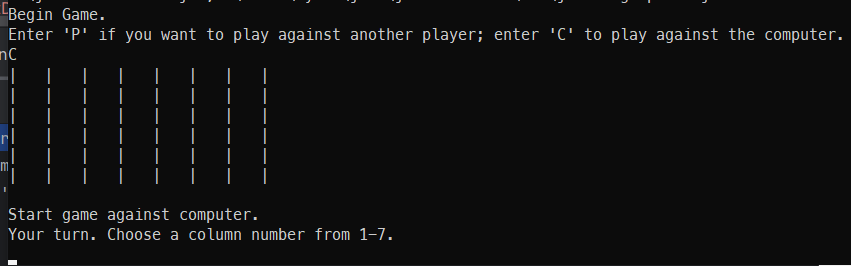 Begin Game.
Enter 'P' if you want to play against another player; enter 'C' to play against the computer.
C
|   |   |   |   |   |   |   |
|   |   |   |   |   |   |   |
|   |   |   |   |   |   |   |
|   |   |   |   |   |   |   |
|   |   |   |   |   |   |   |
|   |   |   |   |   |   |   |
Start game against computer.
Your turn. Choose a column number from 1-7.